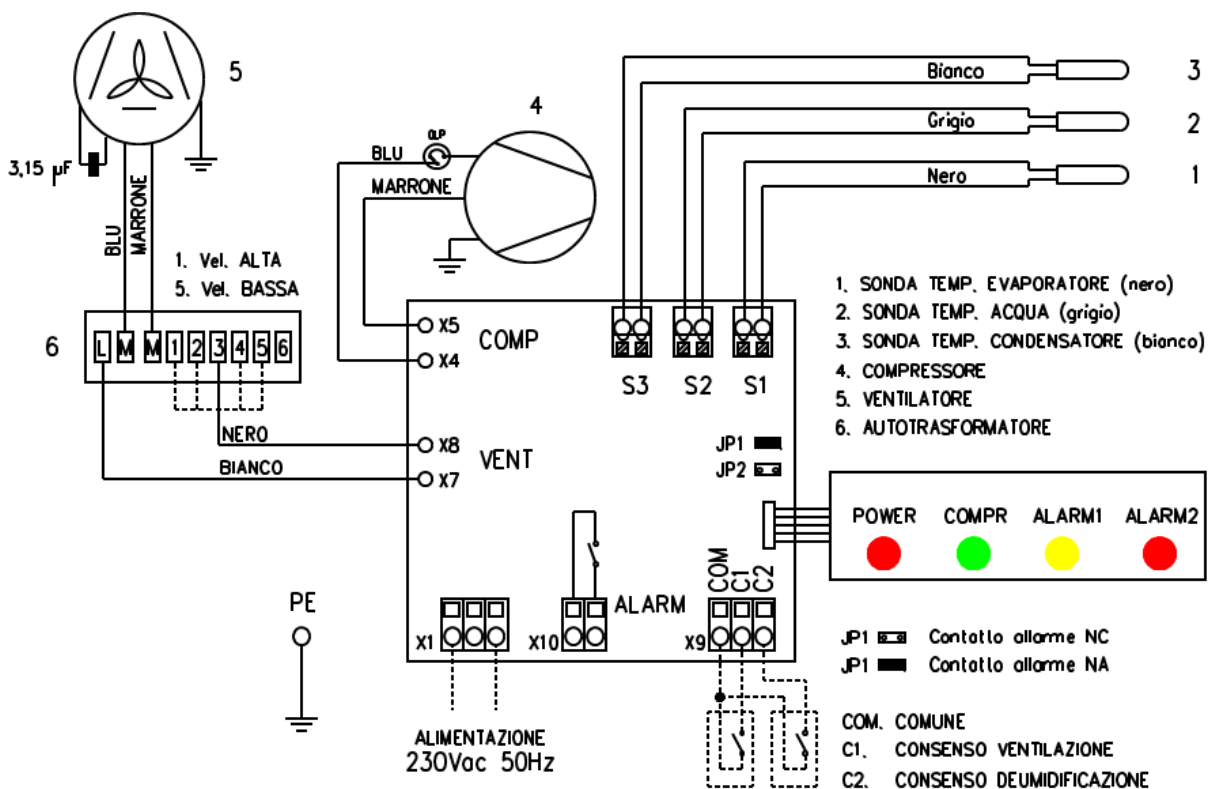 5
3,15 µF
BLU
MARRONE
1. Vel. ALTA
5. Vel. BASSA
6
L M M 1 2 3 4 5 6
NERO
BIANCO
4
OLP
BLU
MARRONE
Bianco 3
Grigio 2
Nero 1
X5
COMP
X4
S3 S2 S1
X8
VENT
X7
JP1
JP2
1. SONDA TEMP. EVAPORATORE (nero)
2. SONDA TEMP. ACQUA (grigio)
3. SONDA TEMP. CONDENSATORE (bianco)
4. COMPRESSORE
5. VENTILATORE
6. AUTOTRASFORMATORE
POWER COMPR ALARM1 ALARM2
PE
X1
X10
ALARM
X9
COM
C1
C2
ALIMENTAZIONE
230Vac 50Hz
JP1 Contatto allarme NC
JP1 Contatto allarme NA
COM. COMUNE
C1. CONSENSO VENTILAZIONE
C2. CONSENSO DEUMIDIFICAZIONE